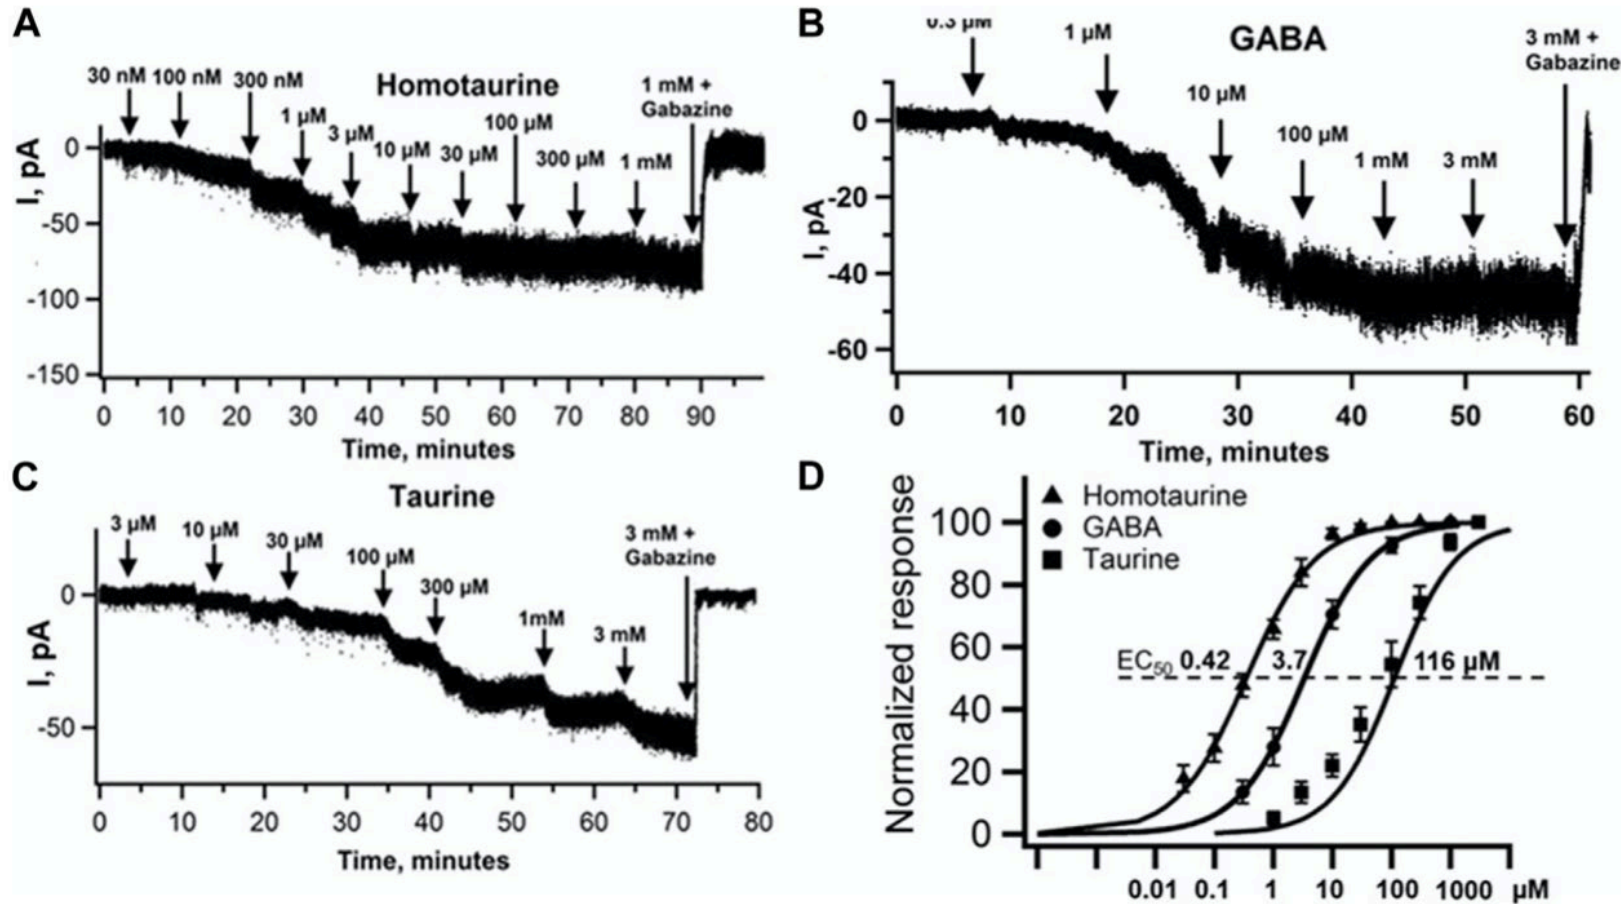 A
Homotaurine
30 nM 100 nM 300 nM
1 µM
3 µM
10 µM
30 µM
100 µM
300 µM
1 mM
1 mM +
Gabazine
I, pA
0
-50
-100
-150
0 10 20 30 40 50 60 70 80 90
Time, minutes
B
GABA
0.3 µM
1 µM
10 µM
100 µM
1 mM
3 mM
3 mM +
Gabazine
I, pA
0
-20
-40
-60
0 10 20 30 40 50 60
Time, minutes
C
Taurine
3 µM
10 µM
30 µM
100 µM
300 µM
1mM
3 mM
3 mM +
Gabazine
I, pA
0
-50
0 10 20 30 40 50 60 70 80
Time, minutes
D
Homotaurine
GABA
Taurine
Normalized response
100
80
60
40
20
0
EC50 0.42 3.7 116 µM
0.01 0.1 1 10 100 1000 µM